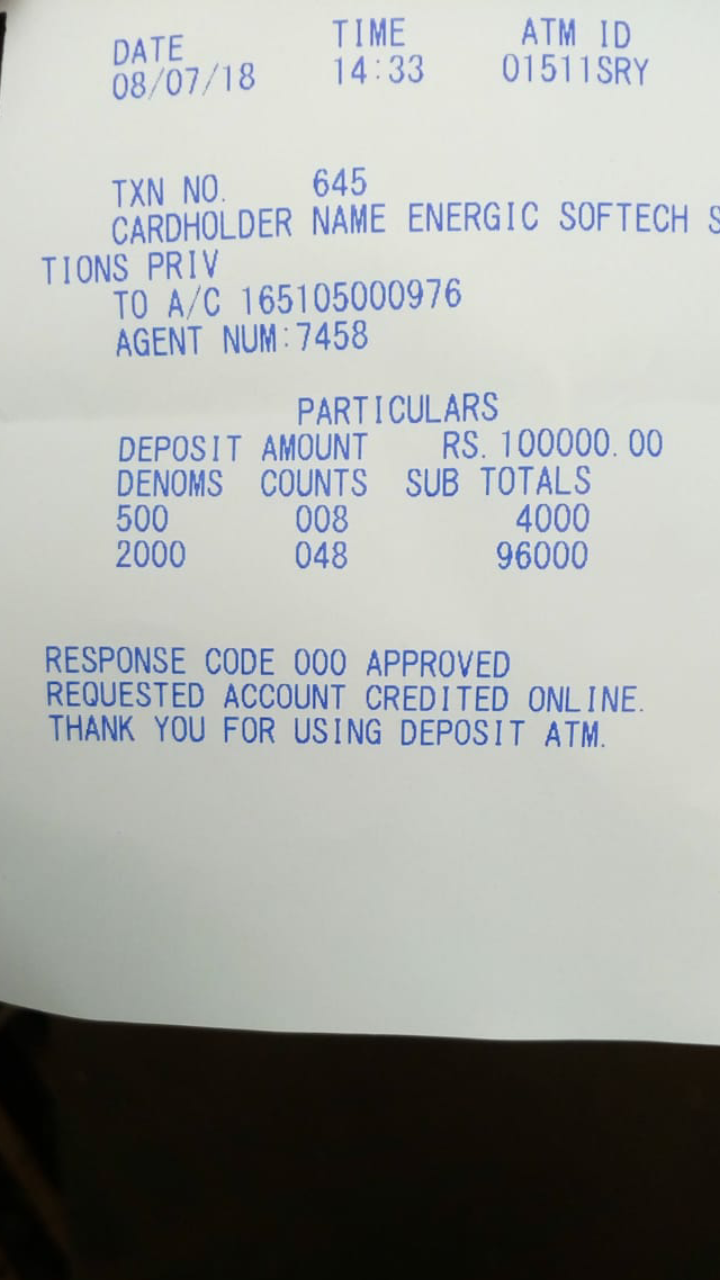 DATE TIME ATM ID
08/07/18 14:33 01511SRY
TXN NO. 645
CARDHOLDER NAME ENERGIC SOFTECH S
TIONS PRIV
TO A/C 165105000976
AGENT NUM:7458
PARTICULARS
DEPOSIT AMOUNT RS.100000.00
DENOMS COUNTS SUB TOTALS
500 008 4000
2000 048 96000
RESPONSE CODE 000 APPROVED
REQUESTED ACCOUNT CREDITED ONLINE.
THANK YOU FOR USING DEPOSIT ATM.